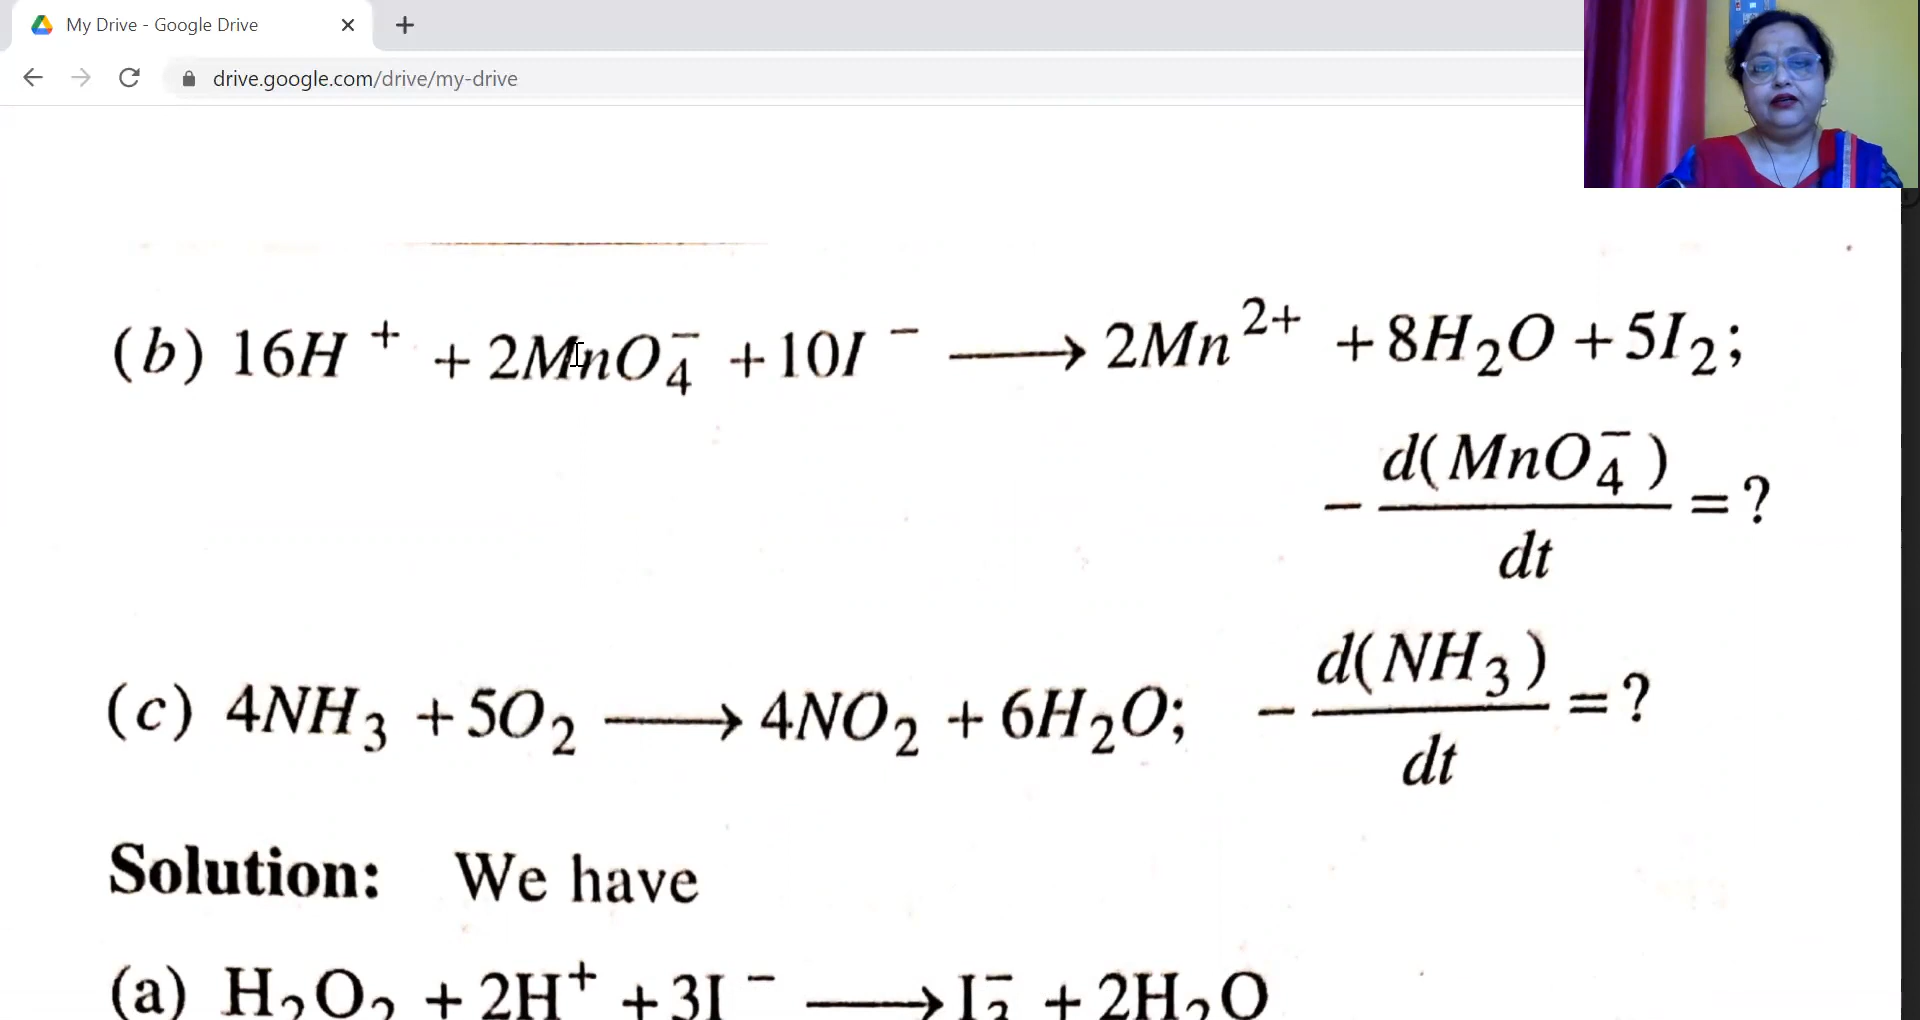 My Drive - Google Drive
drive.google.com/drive/my-drive
(b) 16H⁺ + 2MnO₄⁻ + 10I⁻ ⟶ 2Mn²⁺ + 8H₂O + 5I₂;
- d(MnO₄⁻)/dt = ?
(c) 4NH₃ + 5O₂ ⟶ 4NO₂ + 6H₂O; - d(NH₃)/dt = ?
Solution: We have
(a) H₂O₂ + 2H⁺ + 3I⁻ ⟶ I₃⁻ + 2H₂O